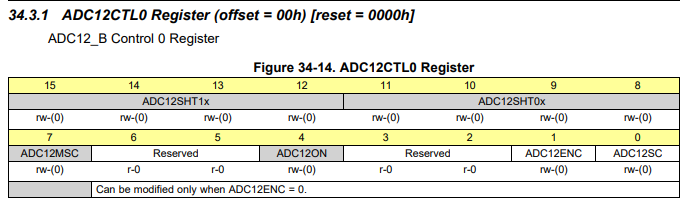 34.3.1 ADC12CTL0 Register (offset = 00h) [reset = 0000h]
ADC12_B Control 0 Register
Figure 34-14. ADC12CTL0 Register
15 14 13 12 11 10 9 8
ADC12SHT1x ADC12SHT0x
rw-(0) rw-(0) rw-(0) rw-(0) rw-(0) rw-(0) rw-(0) rw-(0)
7 6 5 4 3 2 1 0
ADC12MSC Reserved ADC12ON Reserved ADC12ENC ADC12SC
rw-(0) r-0 r-0 rw-(0) r-0 r-0 rw-(0) rw-(0)
Can be modified only when ADC12ENC = 0.